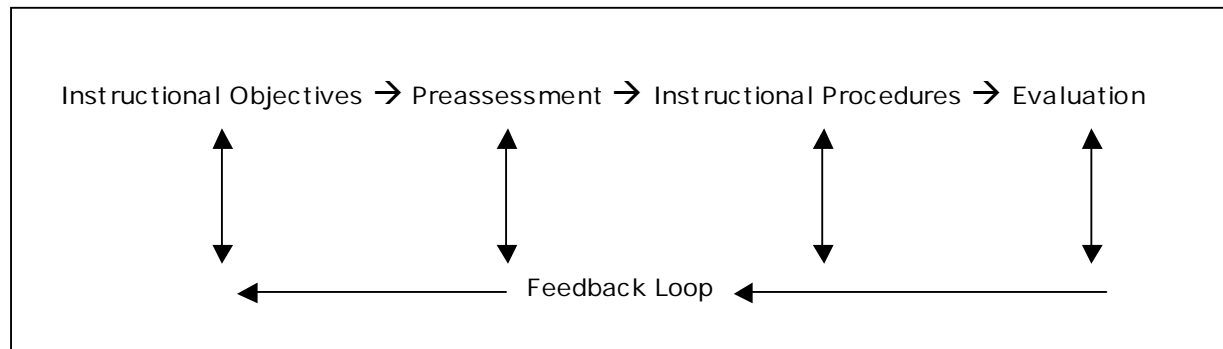 Instructional Objectives → Preassessment → Instructional Procedures → Evaluation
Feedback Loop